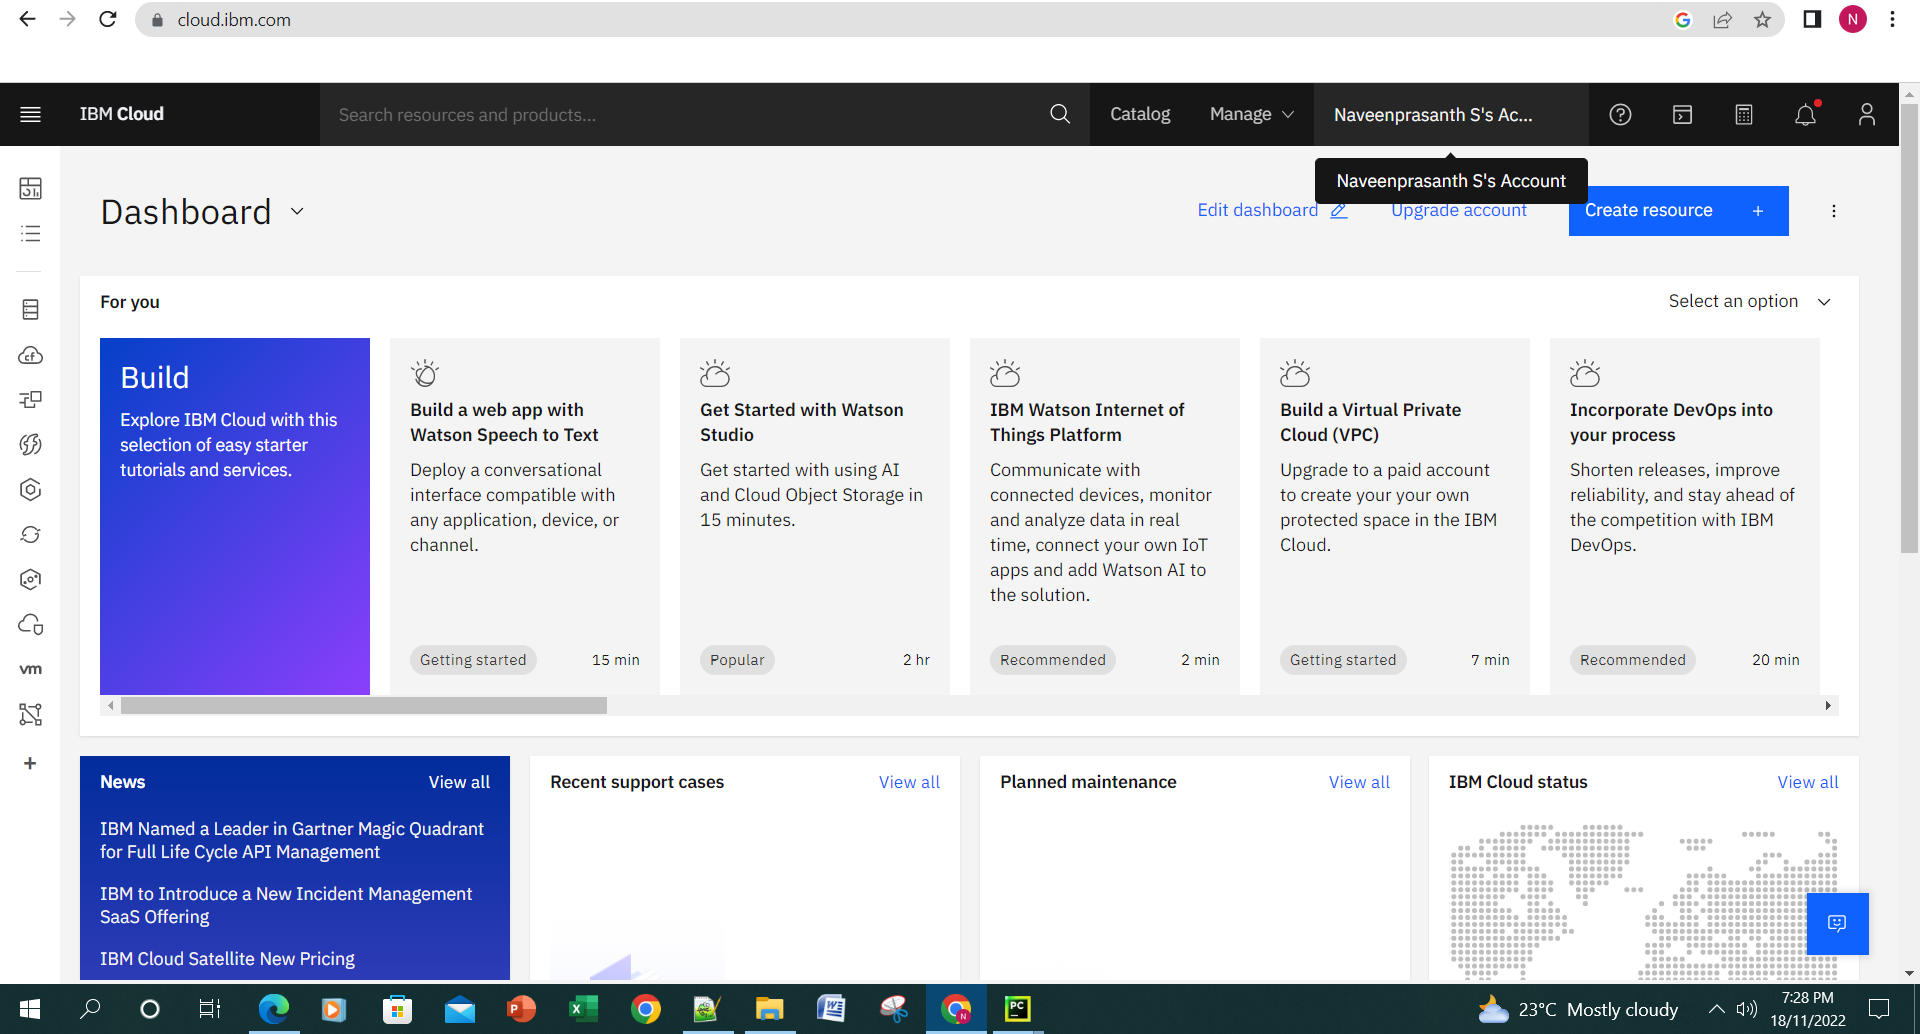 cloud.ibm.com
N
IBM Cloud
Search resources and products...
Catalog
Manage
Naveenprasanth S's Ac...
Naveenprasanth S's Account
Dashboard
Edit dashboard
Upgrade account
Create resource +
For you
Select an option
Build
Explore IBM Cloud with this
selection of easy starter
tutorials and services.
Build a web app with
Watson Speech to Text
Deploy a conversational
interface compatible with
any application, device, or
channel.
Getting started
15 min
Get Started with Watson
Studio
Get started with using AI
and Cloud Object Storage in
15 minutes.
Popular
2 hr
IBM Watson Internet of
Things Platform
Communicate with
connected devices, monitor
and analyze data in real
time, connect your own IoT
apps and add Watson AI to
the solution.
Recommended
2 min
Build a Virtual Private
Cloud (VPC)
Upgrade to a paid account
to create your your own
protected space in the IBM
Cloud.
Getting started
7 min
Incorporate DevOps into
your process
Shorten releases, improve
reliability, and stay ahead of
the competition with IBM
DevOps.
Recommended
20 min
cf
vm
+
News
View all
IBM Named a Leader in Gartner Magic Quadrant
for Full Life Cycle API Management
IBM to Introduce a New Incident Management
SaaS Offering
IBM Cloud Satellite New Pricing
Recent support cases
View all
Planned maintenance
View all
IBM Cloud status
View all
23°C Mostly cloudy
7:28 PM
18/11/2022